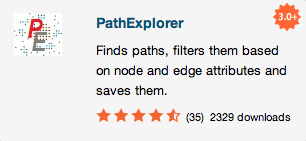 PE
PathExplorer
3.0+
Finds paths, filters them based
on node and edge attributes and
saves them.
(35) 2329 downloads